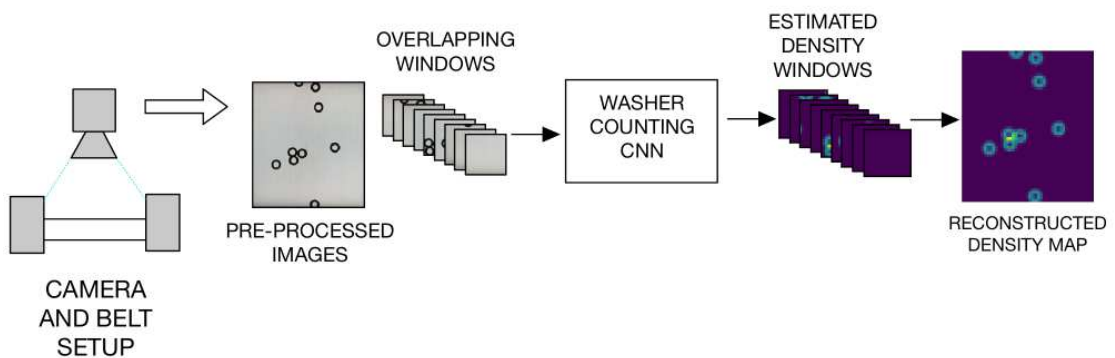 CAMERA
AND BELT
SETUP
PRE-PROCESSED
IMAGES
OVERLAPPING
WINDOWS
WASHER
COUNTING
CNN
ESTIMATED
DENSITY
WINDOWS
RECONSTRUCTED
DENSITY MAP